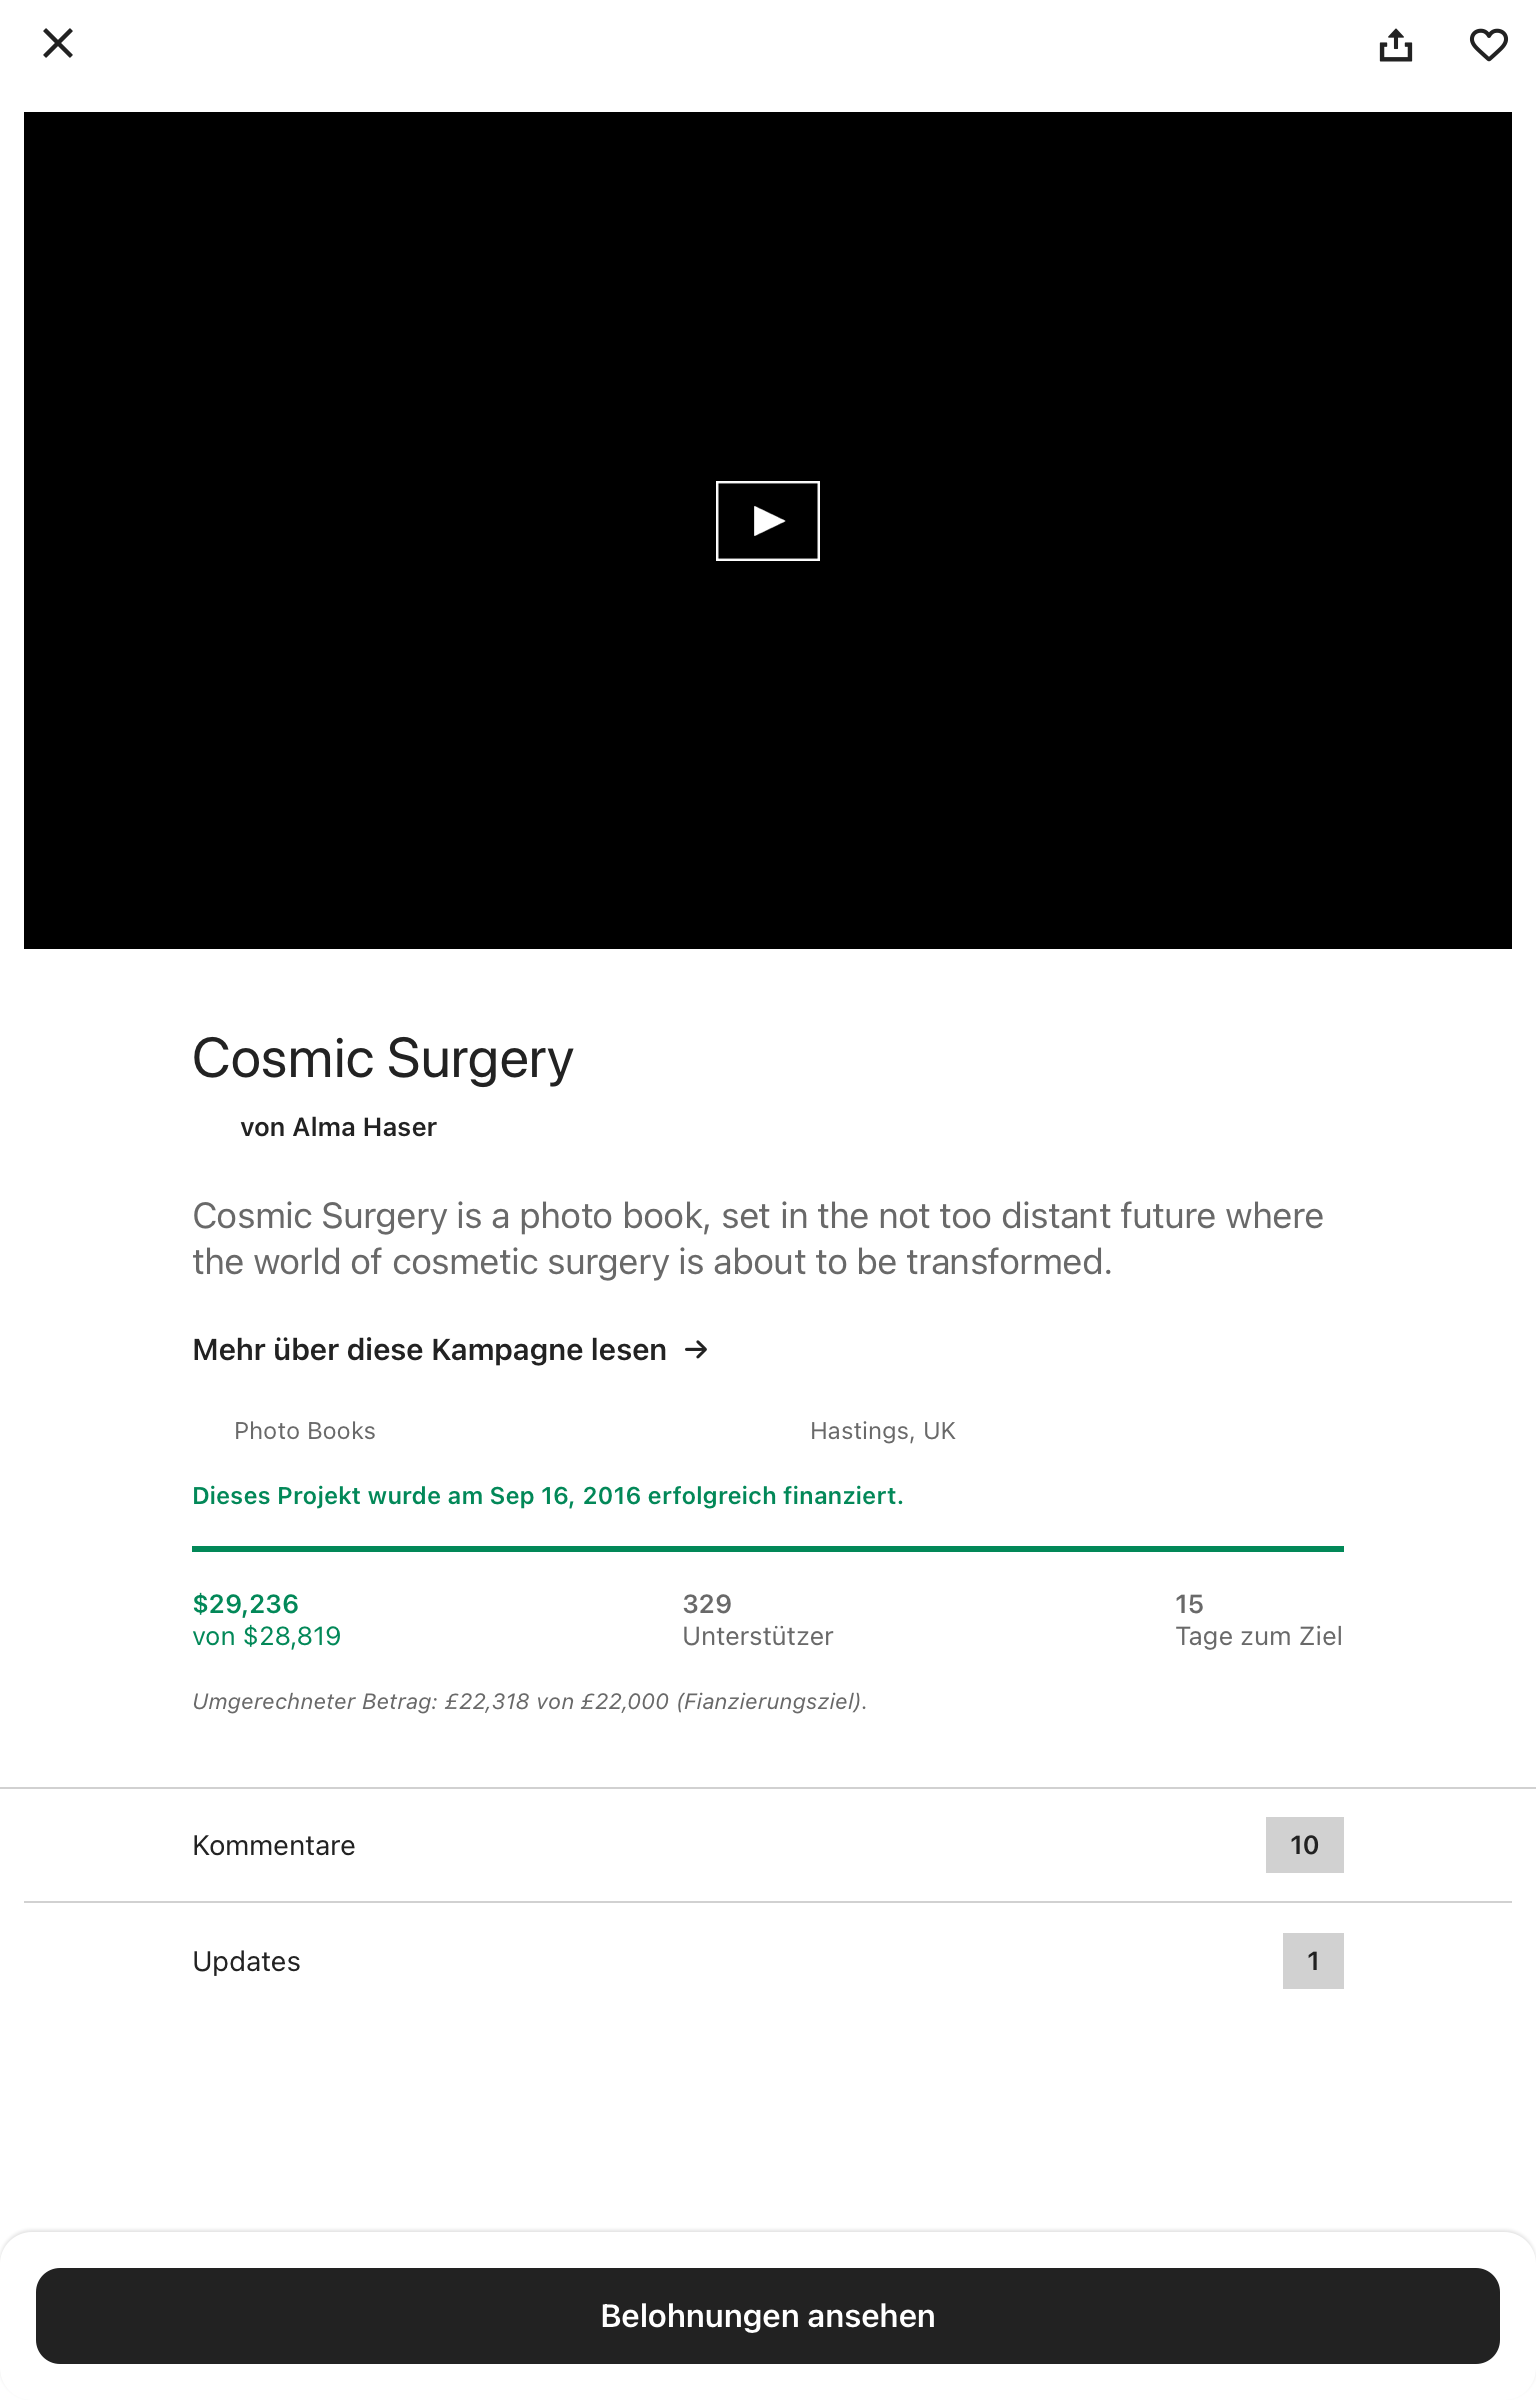 Cosmic Surgery
von Alma Haser
Cosmic Surgery is a photo book, set in the not too distant future where
the world of cosmetic surgery is about to be transformed.
Mehr über diese Kampagne lesen →
Photo Books
Hastings, UK
Dieses Projekt wurde am Sep 16, 2016 erfolgreich finanziert.
$29,236
von $28,819
329
Unterstützer
15
Tage zum Ziel
Umgerechneter Betrag: £22,318 von £22,000 (Fianzierungsziel).
Kommentare
10
Updates
1
Belohnungen ansehen